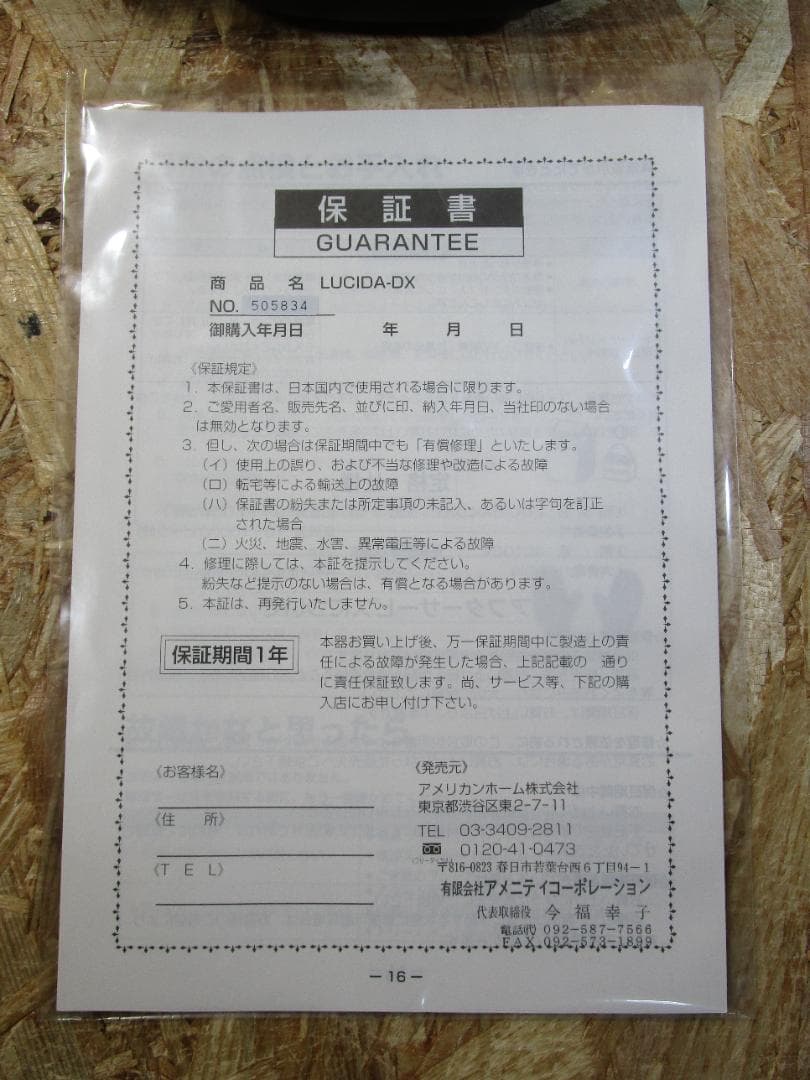 保証書
GUARANTEE
商品名 LUCIDA-DX
NO. 505834
御購入年月日 年 月 日
《保証規定》
1．本保証書は、日本国内で使用される場合に限ります。
2．ご愛用者名、販売先名、並びに印、納入年月日、当社印のない場合
は無効となります。
3．但し、次の場合は保証期間中でも「有償修理」といたします。
（イ）使用上の誤り、および不当な修理や改造による故障
（ロ）転宅等による輸送上の故障
（ハ）保証書の紛失または所定事項の未記入、あるいは字句を訂正
された場合
（ニ）火災、地震、水害、異常電圧等による故障
4．修理に際しては、本証を提示してください。
紛失など提示のない場合は、有償となる場合があります。
5．本証は、再発行いたしません。
保証期間1年
本器お買い上げ後、万一保証期間中に製造上の責
任による故障が発生した場合、上記記載の 通り
に責任保証致します。尚、サービス等、下記の購
入店にお申し付け下さい。
《お客様名》
《住 所》
《TEL》
《発売元》
アメリカンホーム株式会社
東京都渋谷区東2-7-11
TEL 03-3409-2811
0120-41-0473
（フリーダイヤル）
〒816-0823 春日市若葉台西6丁目94-1
有限会社アメニティコーポレーション
代表取締役 今福幸子
電話代 092-587-7566
FAX 092-573-1899
－16－